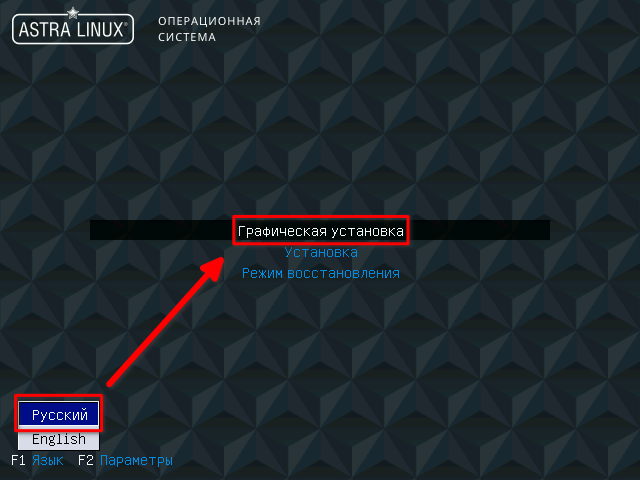 ASTRA LINUX®
ОПЕРАЦИОННАЯ
СИСТЕМА
Графическая установка
Установка
Режим восстановления
Русский
English
F1 Язык F2 Параметры